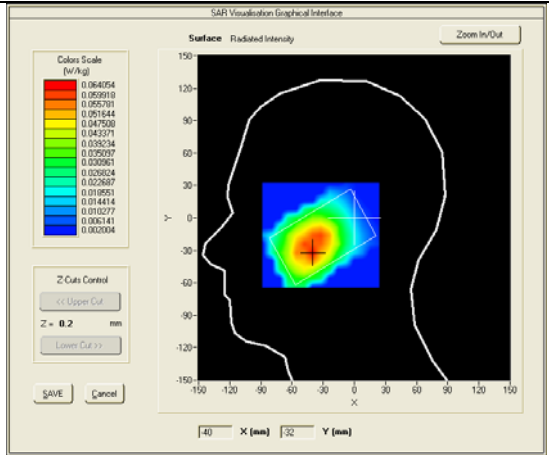 SAR Visualisation Graphical Interface
Surface Radiated Intensity
Zoom In/Out
Colors Scale
(W/kg)
0.064054
0.059918
0.055781
0.051644
0.047508
0.043371
0.039234
0.035097
0.030961
0.026824
0.022687
0.018551
0.014414
0.010277
0.006141
0.002004
150
120
90
60
30
0
-30
-60
-90
-120
-150
Y
-150 -120 -90 -60 -30 0 30 60 90 120 150
X
Z-Cuts Control
<< Upper Cut
Z = 0.2 mm
Lower Cut >>
SAVE Cancel
-40 X (mm) -32 Y (mm)